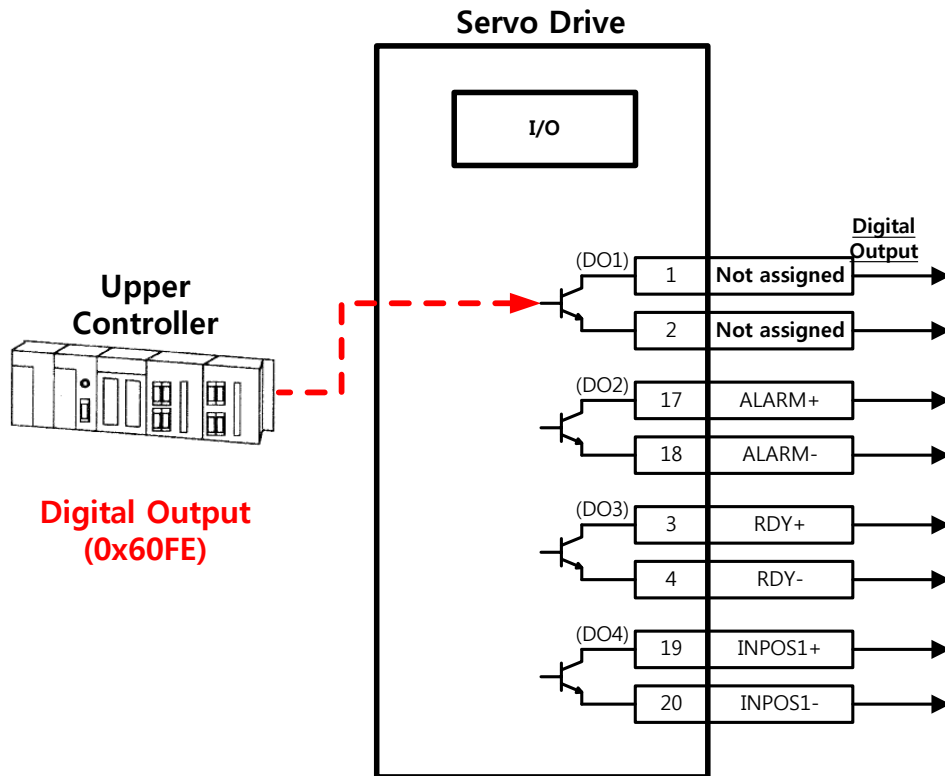 Servo Drive
I/O
Digital
Output
Upper
Controller
Digital Output
(0x60FE)
(DO1)
1
Not assigned
2
Not assigned
(DO2)
17
ALARM+
18
ALARM-
(DO3)
3
RDY+
4
RDY-
(DO4)
19
INPOS1+
20
INPOS1-